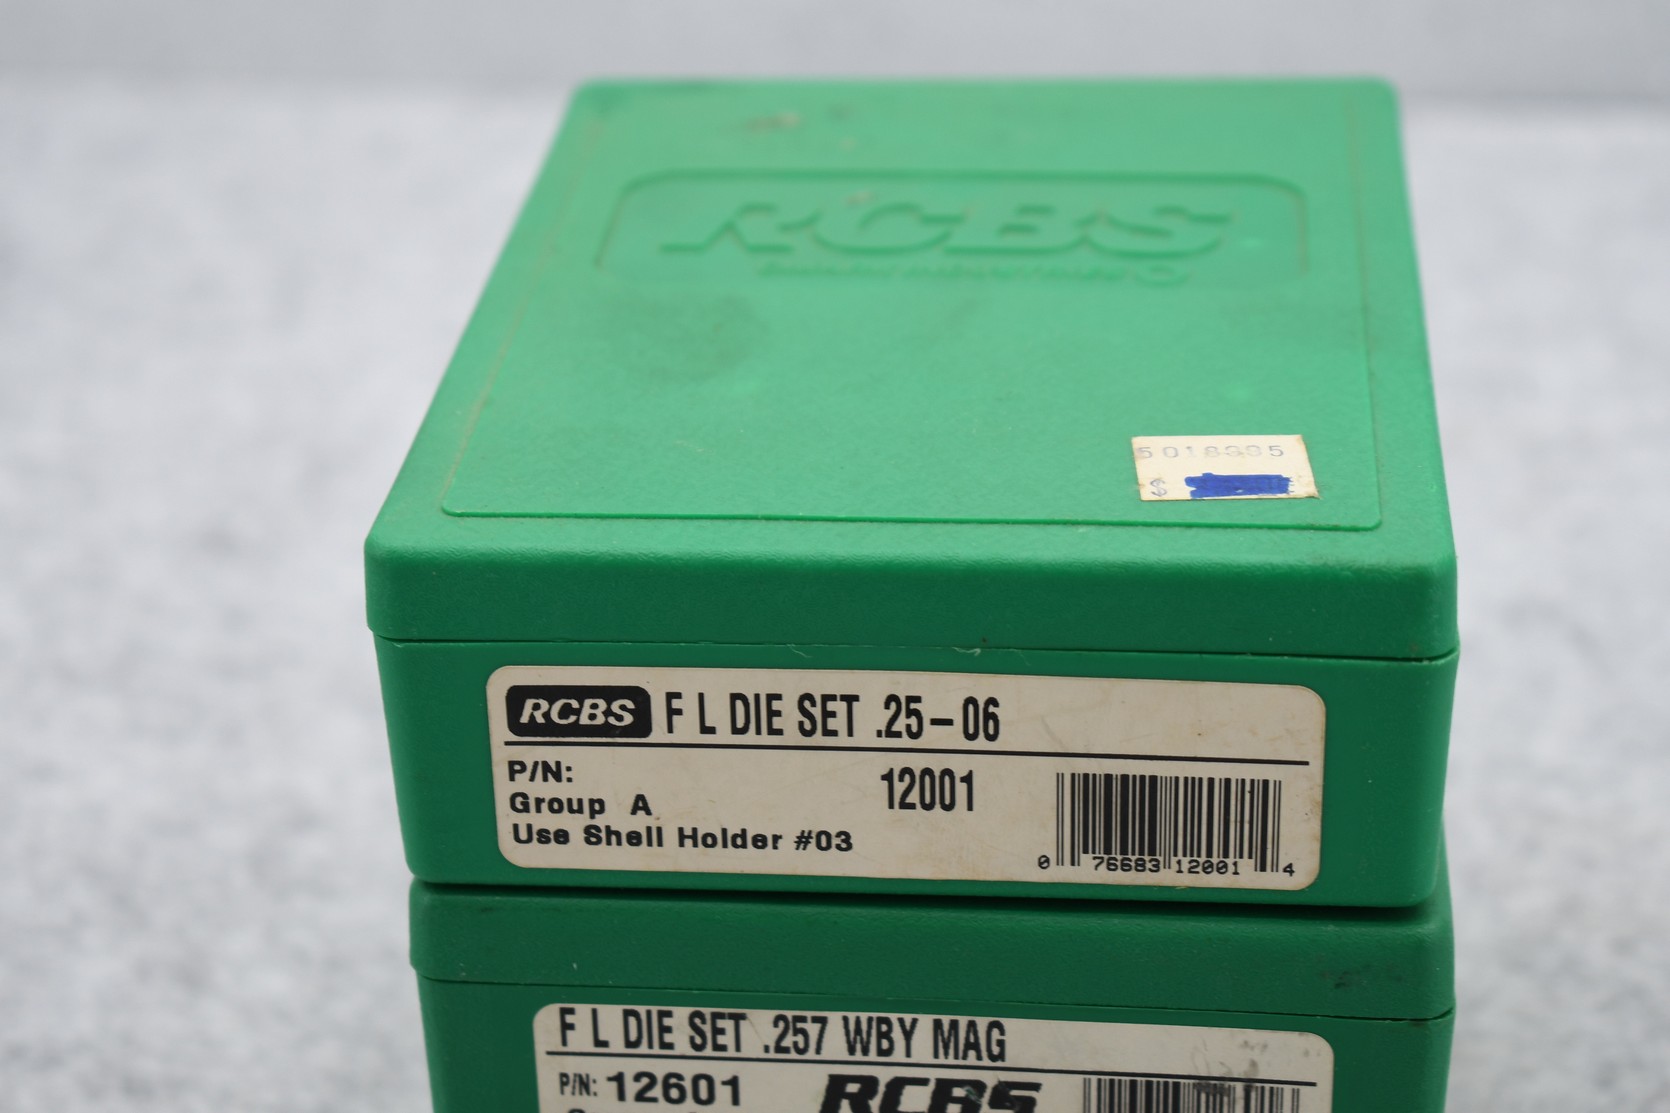 RCBS
5018395
$
RCBS F L DIE SET .25-06
P/N: 12001
Group A
Use Shell Holder #03
0 76683 12001 4
F L DIE SET .257 WBY MAG
P/N: 12601 RCBS